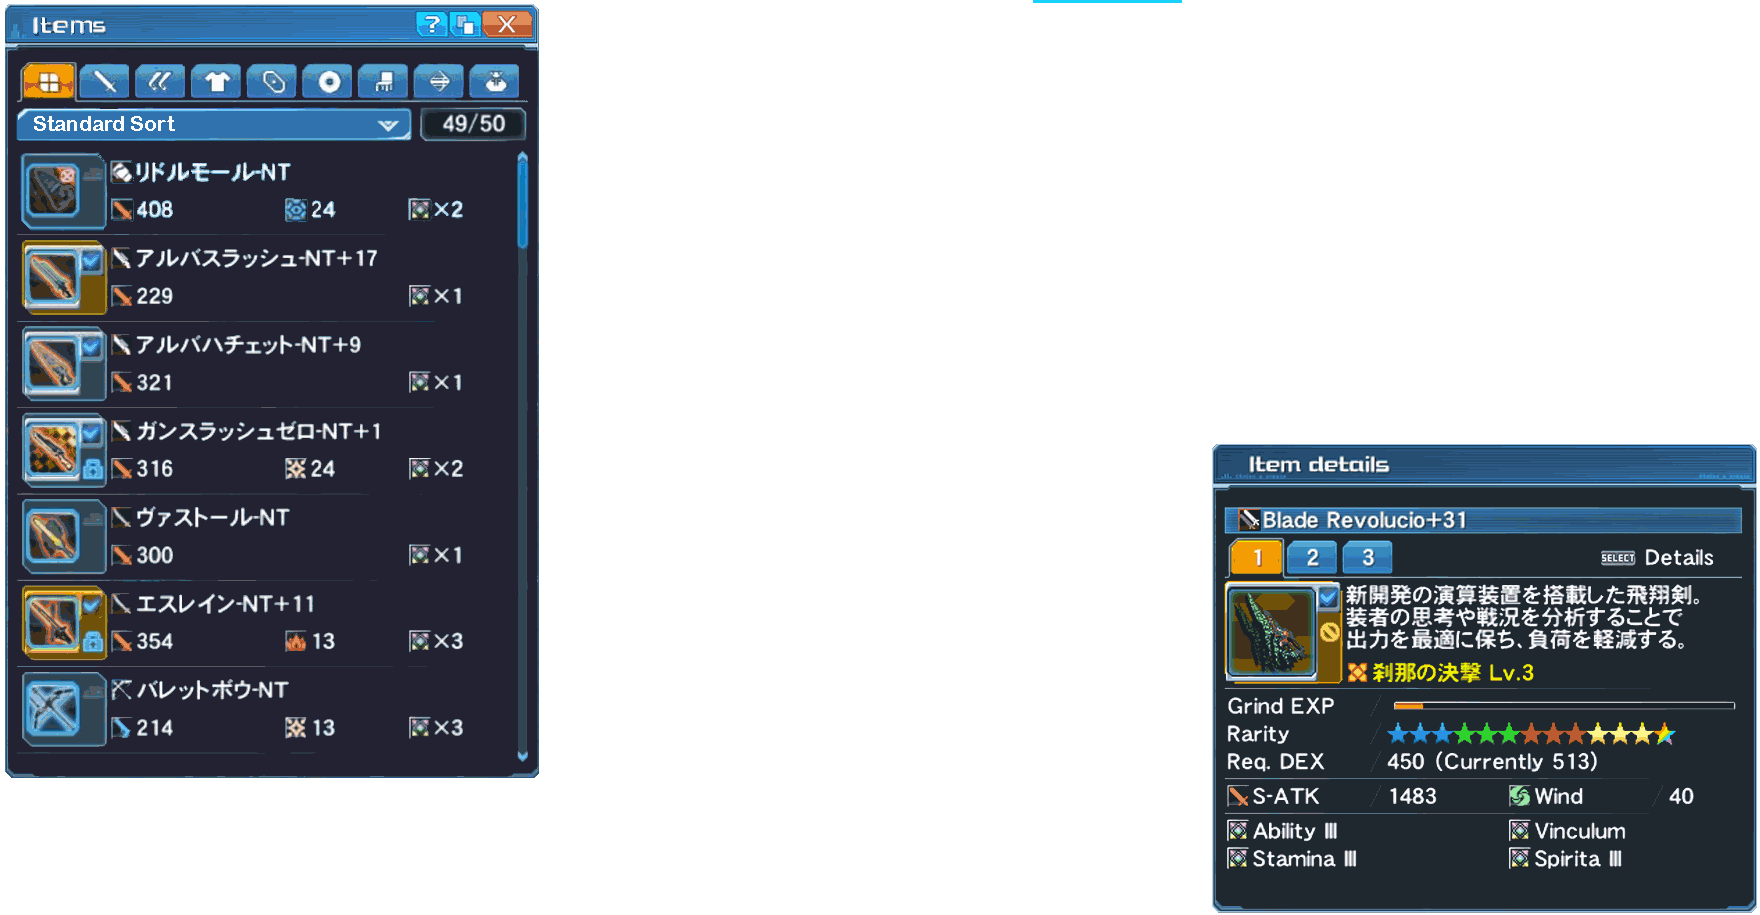 Items
?
X
Standard Sort
49/50
リドルモール-NT
408 24 ×2
アルバスラッシュ-NT+17
229 ×1
アルバハチェット-NT+9
321 ×1
ガンスラッシュゼロ-NT+1
316 24 ×2
ヴァストール-NT
300 ×1
エスレイン-NT+11
354 13 ×3
バレットボウ-NT
214 13 ×3
Item details
Blade Revolucio+31
1 2 3 SELECT Details
新開発の演算装置を搭載した飛翔剣。
装者の思考や戦況を分析することで
出力を最適に保ち、負荷を軽減する。
刹那の決撃 Lv.3
Grind EXP /
Rarity / ★★★★★★★★★★★★★
Req. DEX / 450 (Currently 513)
S-ATK / 1483 Wind / 40
Ability III Vinculum
Stamina III Spirita III